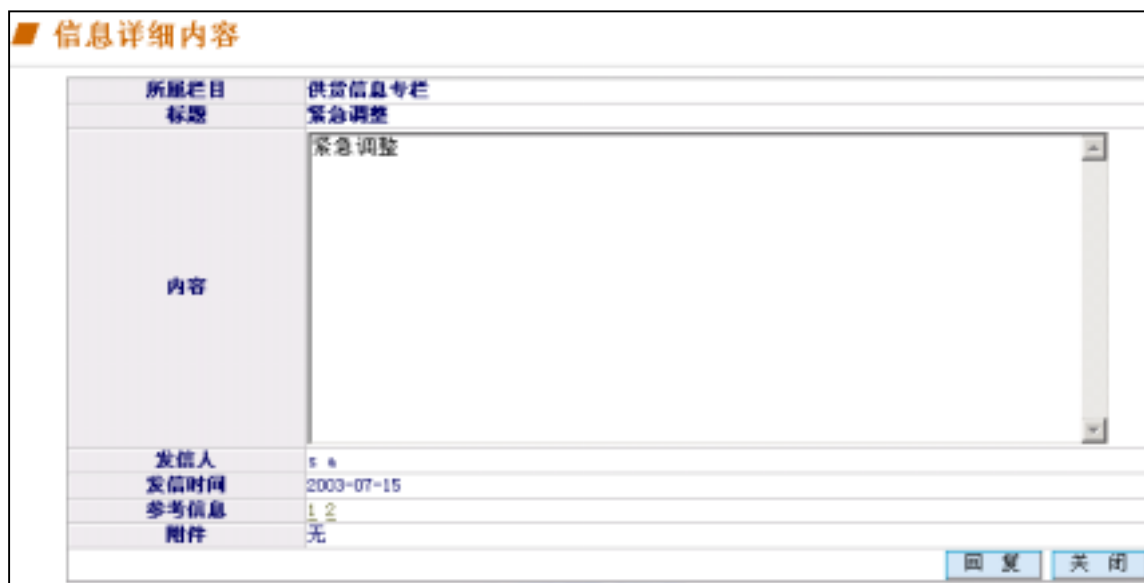 信息详细内容
所属栏目 供货信息专栏
标题 紧急调整
内容 紧急调整
发信人
发信时间 2003-07-15
参考信息 1 2
附件 无
回 复 关 闭